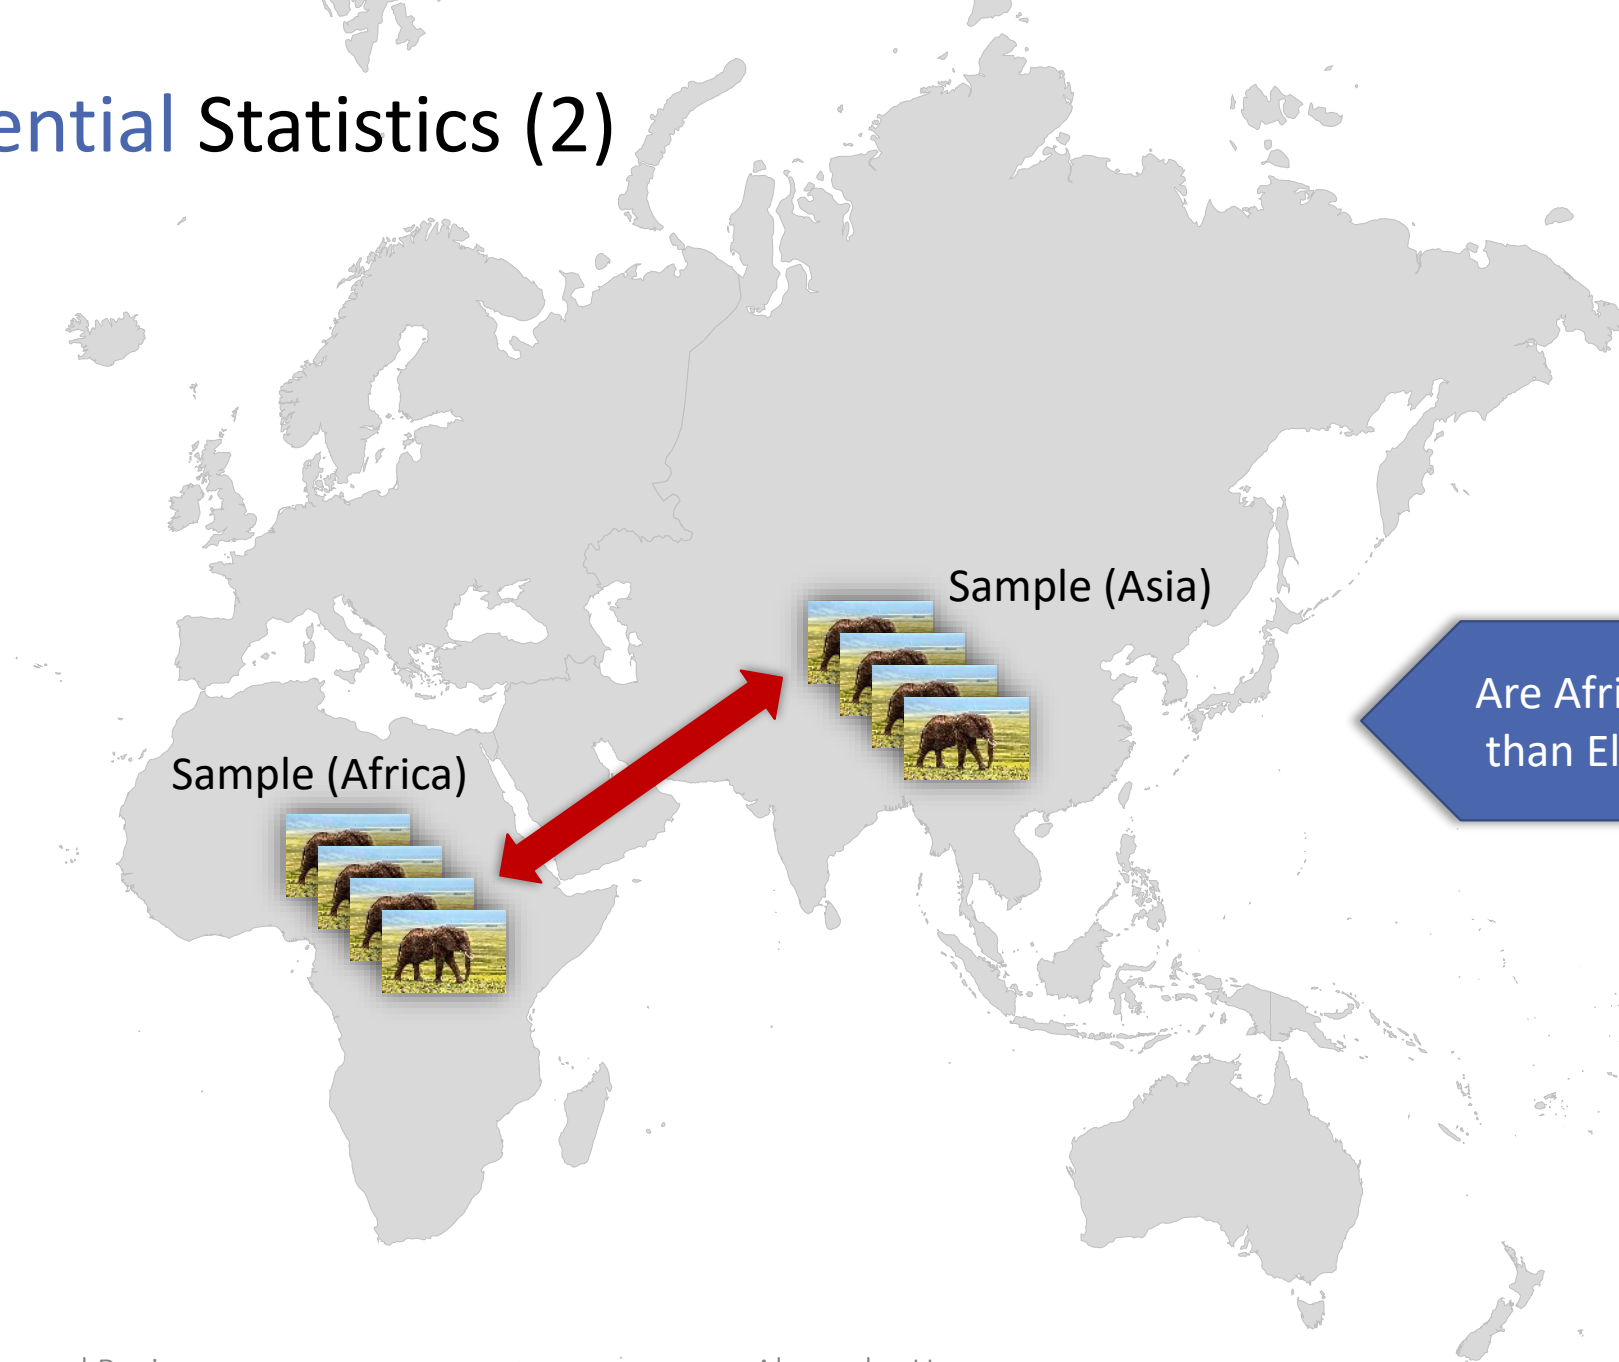 ential Statistics (2)
Sample (Asia)
Are Afri
than El
Sample (Africa)